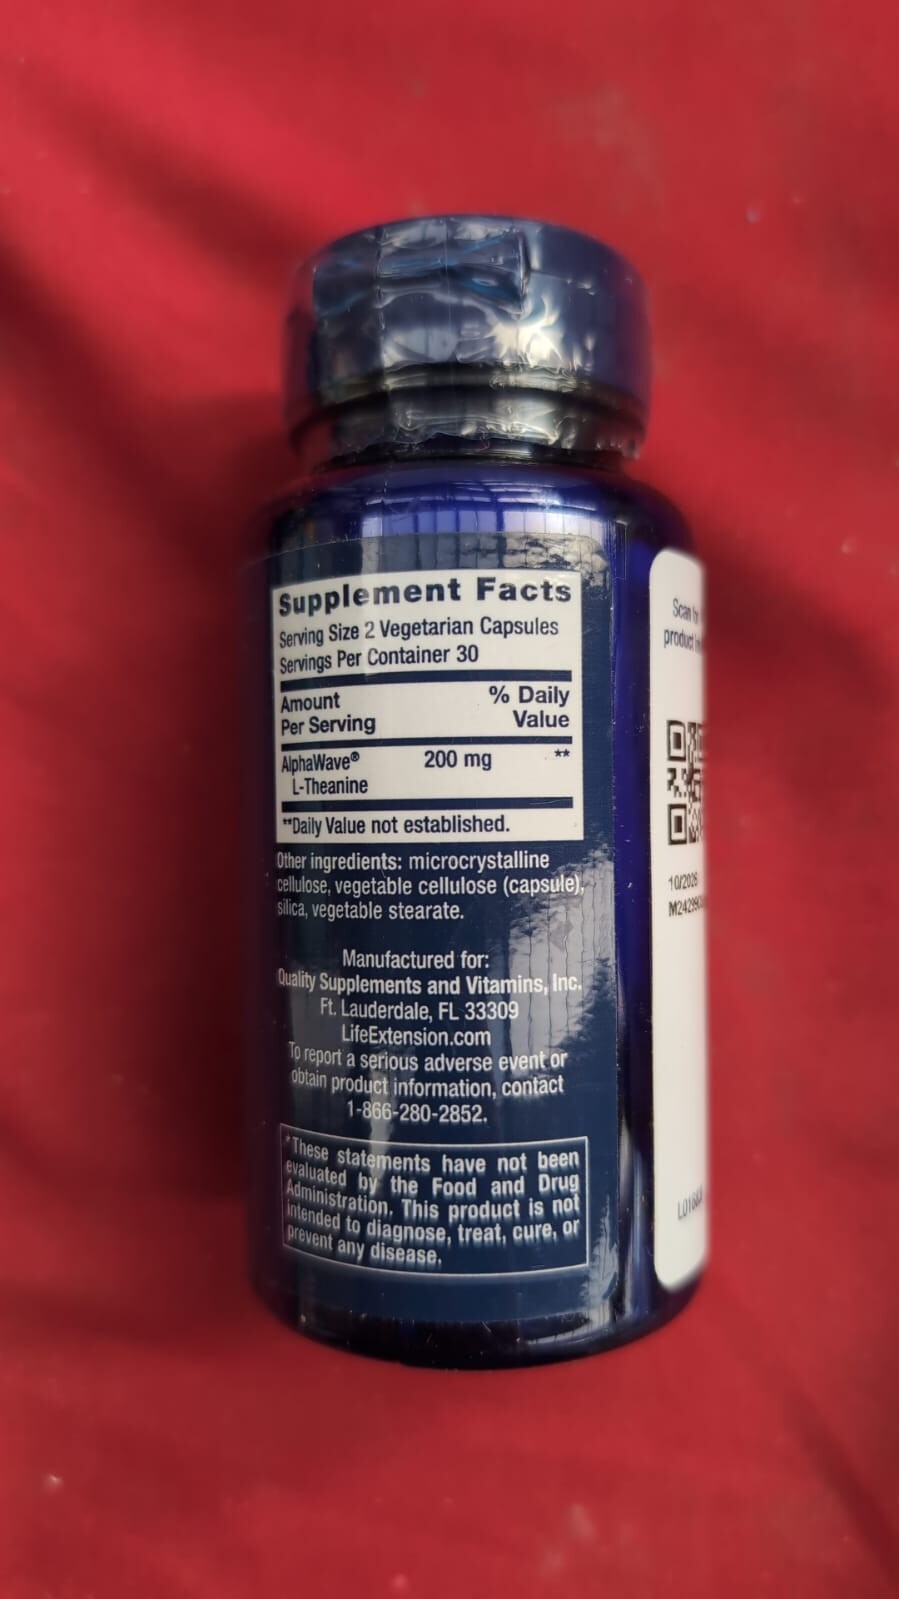 Supplement Facts
Serving Size 2 Vegetarian Capsules
Servings Per Container 30
Amount % Daily
Per Serving Value
AlphaWave® 200 mg **
L-Theanine
**Daily Value not established.
Other ingredients: microcrystalline
cellulose, vegetable cellulose (capsule),
silica, vegetable stearate.
Manufactured for:
Quality Supplements and Vitamins, Inc.
Ft. Lauderdale, FL 33309
LifeExtension.com
To report a serious adverse event or
obtain product information, contact
1-866-280-2852.
*These statements have not been
evaluated by the Food and Drug
Administration. This product is not
intended to diagnose, treat, cure, or
prevent any disease.
Scan for
product